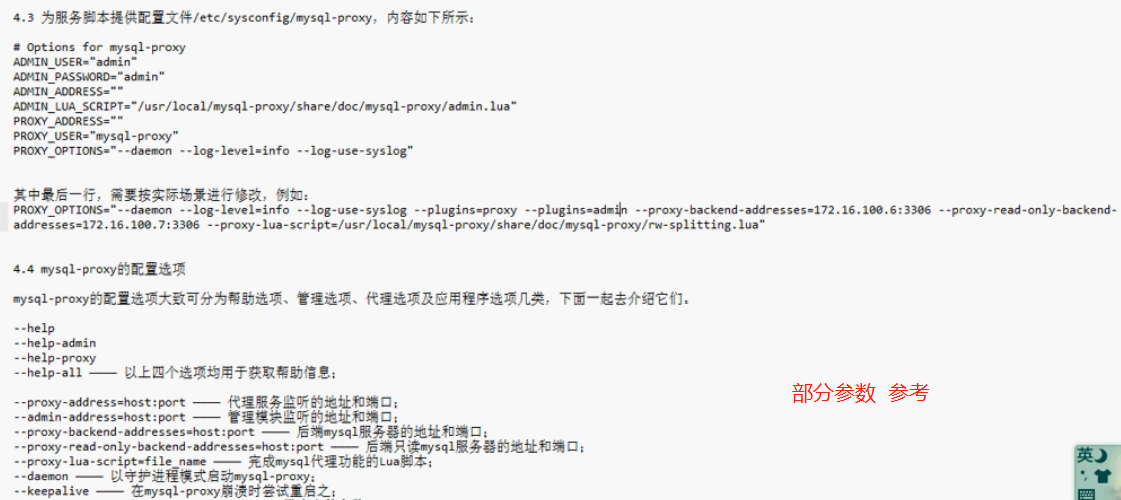 4.3 为服务脚本提供配置文件/etc/sysconfig/mysql-proxy，内容如下所示：
# Options for mysql-proxy
ADMIN_USER="admin"
ADMIN_PASSWORD="admin"
ADMIN_ADDRESS=""
ADMIN_LUA_SCRIPT="/usr/local/mysql-proxy/share/doc/mysql-proxy/admin.lua"
PROXY_ADDRESS=""
PROXY_USER="mysql-proxy"
PROXY_OPTIONS="--daemon --log-level=info --log-use-syslog"
其中最后一行，需要按实际场景进行修改，例如：
PROXY_OPTIONS="--daemon --log-level=info --log-use-syslog --plugins=proxy --plugins=admin --proxy-backend-addresses=172.16.100.6:3306 --proxy-read-only-backend-
addresses=172.16.100.7:3306 --proxy-lua-script=/usr/local/mysql-proxy/share/doc/mysql-proxy/rw-splitting.lua"
4.4 mysql-proxy的配置选项
mysql-proxy的配置选项大致可分为帮助选项、管理选项、代理选项及应用程序选项几类，下面一起去介绍它们。
--help
--help-admin
--help-proxy
--help-all ———— 以上四个选项均用于获取帮助信息；
--proxy-address=host:port ———— 代理服务监听的地址和端口；
--admin-address=host:port ———— 管理模块监听的地址和端口；
--proxy-backend-addresses=host:port ———— 后端mysql服务器的地址和端口；
--proxy-read-only-backend-addresses=host:port ———— 后端只读mysql服务器的地址和端口；
--proxy-lua-script=file_name ———— 完成mysql代理功能的Lua脚本；
--daemon ———— 以守护进程模式启动mysql-proxy；
--keepalive ———— 在mysql-proxy崩溃时尝试重启之；
部分参数 参考
英